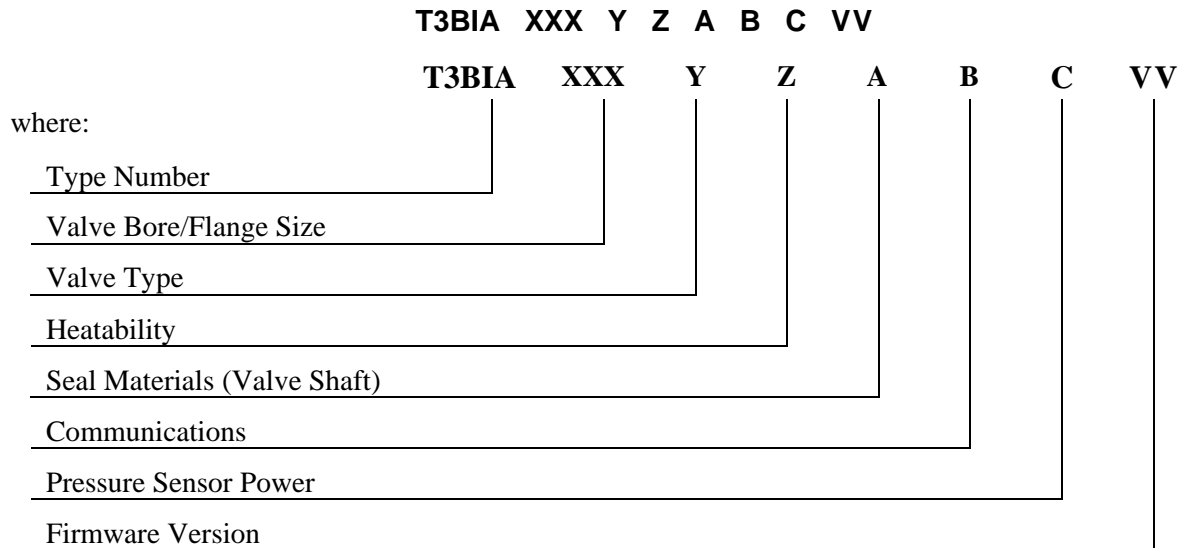 T3BIA XXX Y Z A B C VV
T3BIA XXX Y Z A B C VV
where:
Type Number
Valve Bore/Flange Size
Valve Type
Heatability
Seal Materials (Valve Shaft)
Communications
Pressure Sensor Power
Firmware Version